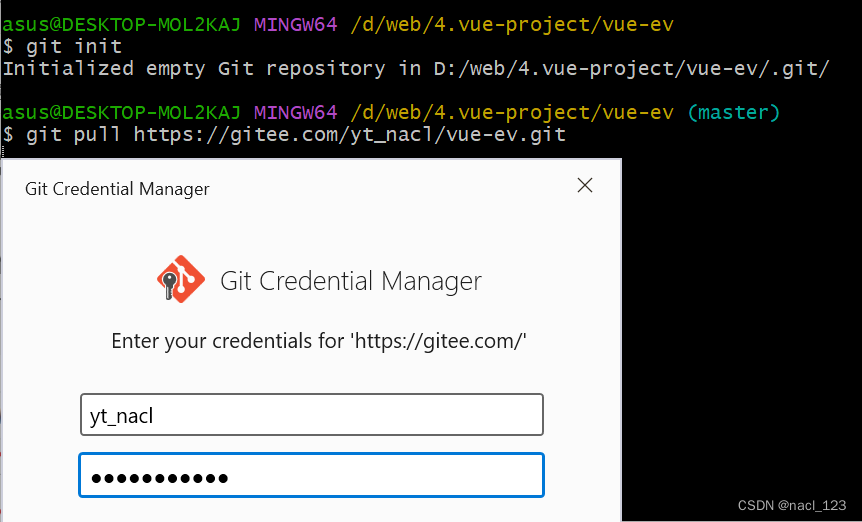 asus@DESKTOP-MOL2KAJ MINGW64 /d/web/4.vue-project/vue-ev
$ git init
Initialized empty Git repository in D:/web/4.vue-project/vue-ev/.git/
asus@DESKTOP-MOL2KAJ MINGW64 /d/web/4.vue-project/vue-ev (master)
$ git pull https://gitee.com/yt_nacl/vue-ev.git
Git Credential Manager
Git Credential Manager
Enter your credentials for 'https://gitee.com/'
yt_nacl
●●●●●●●●●●●
CSDN @nacl_123